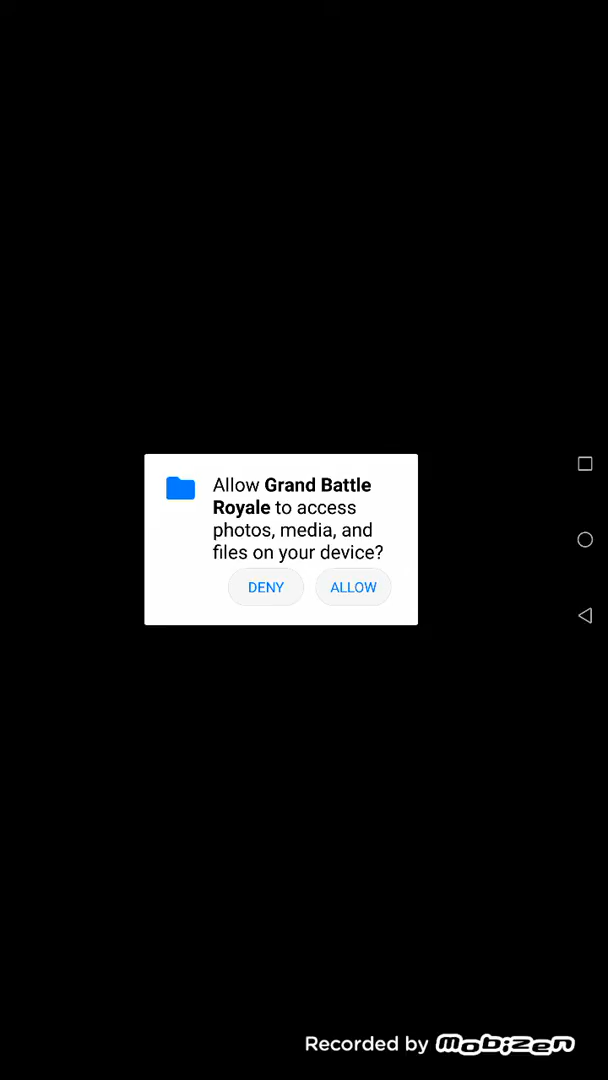 Allow Grand Battle
Royale to access
photos, media, and
files on your device?
DENY ALLOW
Recorded by mobizen